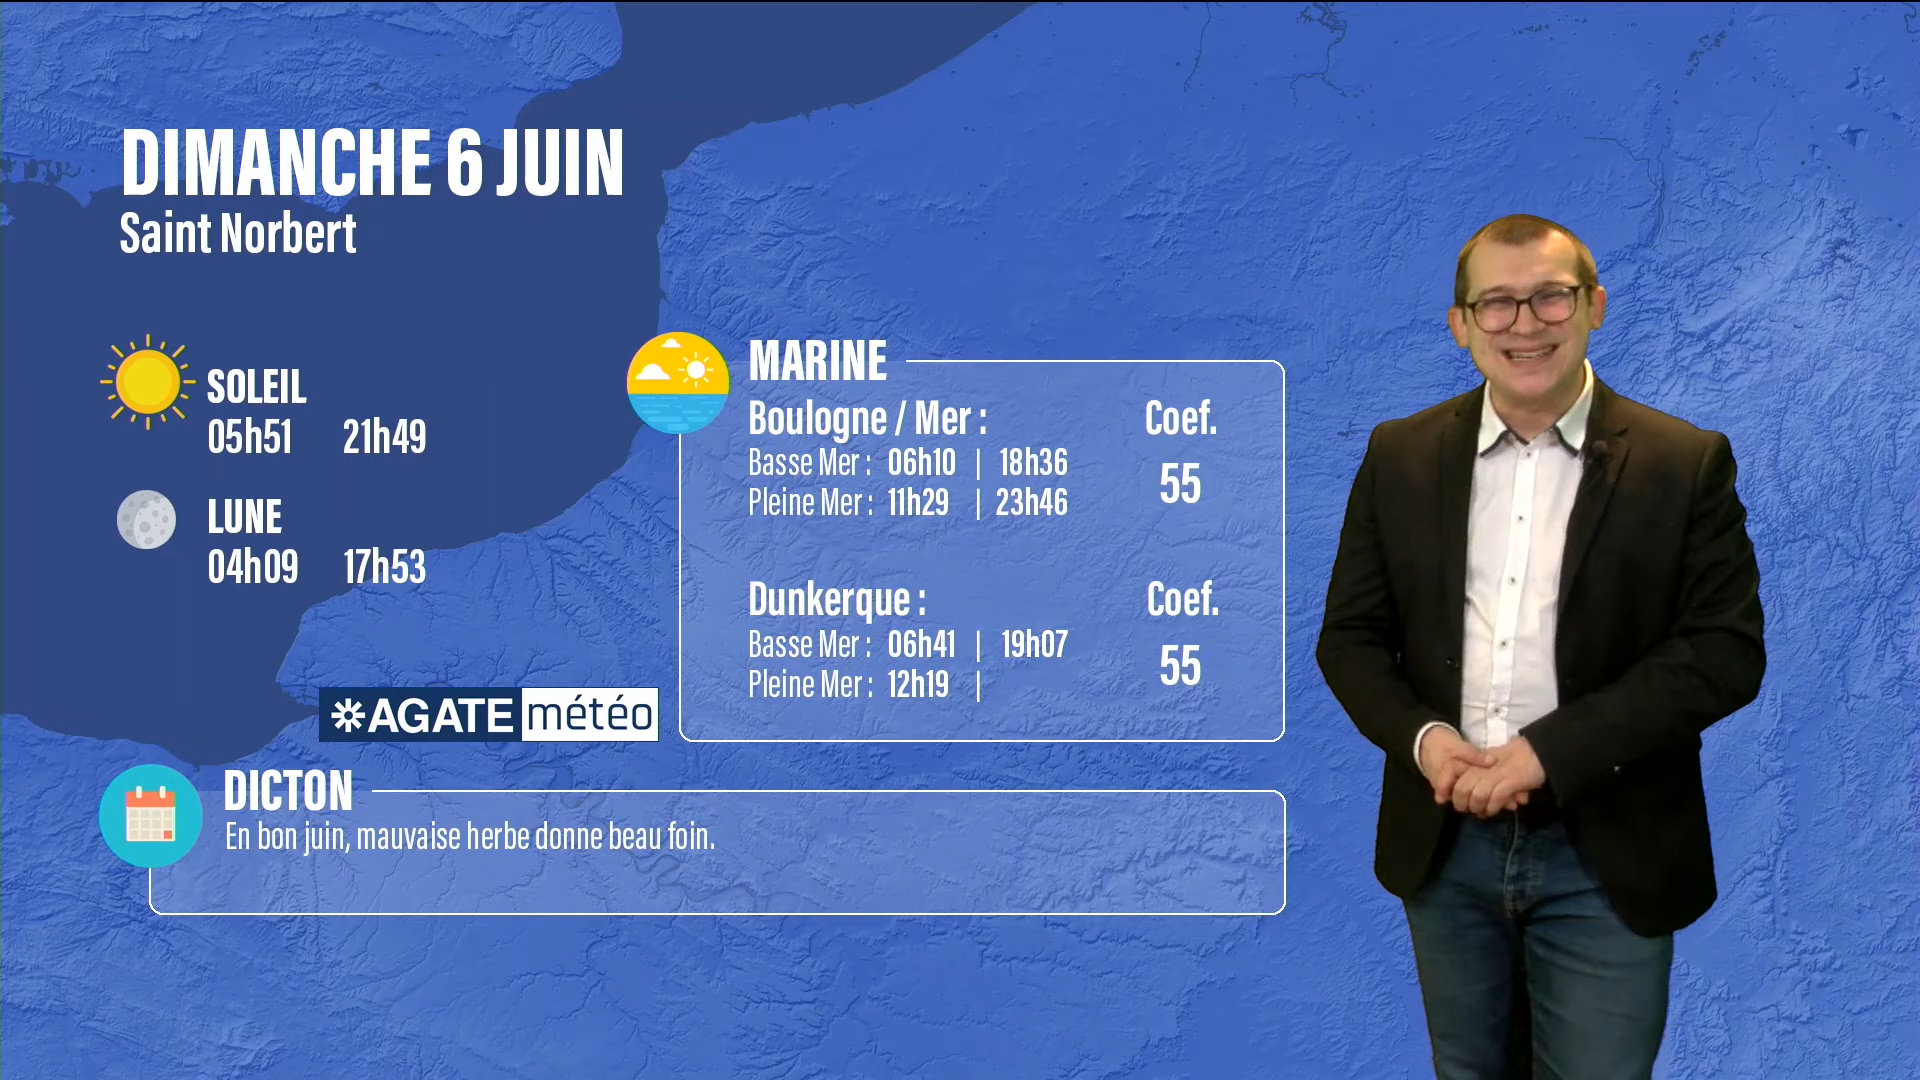 DIMANCHE 6 JUIN
Saint Norbert
SOLEIL
05h51 21h49
LUNE
04h09 17h53
MARINE
Boulogne / Mer : Coef.
Basse Mer : 06h10 | 18h36
55
Pleine Mer : 11h29 | 23h46
Dunkerque : Coef.
Basse Mer : 06h41 | 19h07
55
Pleine Mer : 12h19 |
AGATE météo
DICTON
En bon juin, mauvaise herbe donne beau foin.